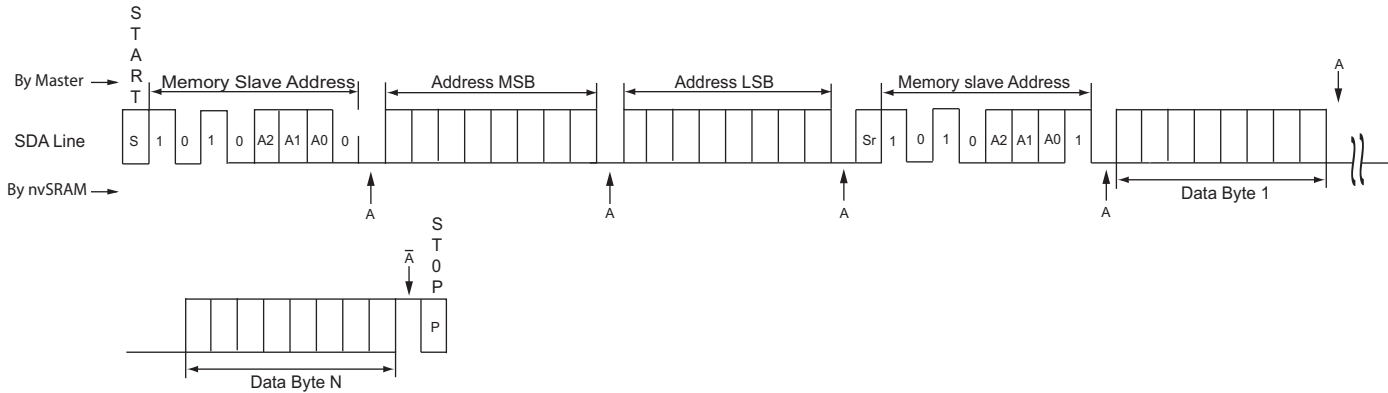 START
By Master
Memory Slave Address
Address MSB
Address LSB
Memory slave Address
A
SDA Line
S 1 0 1 0 A2 A1 A0 0
Sr 1 0 1 0 A2 A1 A0 1
By nvSRAM
A
A
A
A
Data Byte 1
A̅
ST0P
P
Data Byte N